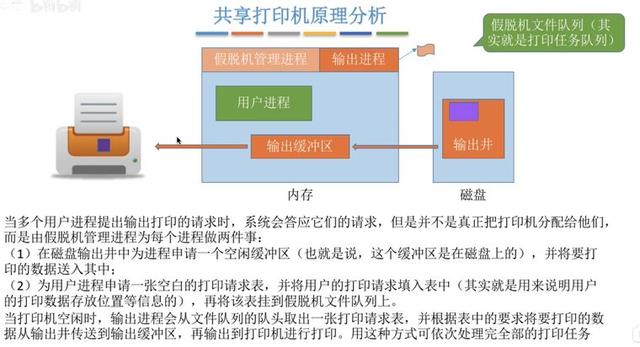 共享打印机原理分析
假脱机文件队列（其
实就是打印任务队列）
假脱机管理进程
输出进程
用户进程
输出缓冲区
输出井
内存
磁盘
当多个用户进程提出输出打印的请求时，系统会答应它们的请求，但是并不是真正把打印机分配给他们，
而是由假脱机管理进程为每个进程做两件事：
（1）在磁盘输出井中为进程申请一个空闲缓冲区（也就是说，这个缓冲区是在磁盘上的），并将要打
印的数据送入其中；
（2）为用户进程申请一张空白的打印请求表，并将用户的打印请求填入表中（其实就是用来说明用户
的打印数据存放位置等信息的），再将该表挂到假脱机文件队列上。
当打印机空闲时，输出进程会从文件队列的队头取出一张打印请求表，并根据表中的要求将要打印的数
据从输出井传送到输出缓冲区，再输出到打印机进行打印。用这种方式可依次处理完全部的打印任务